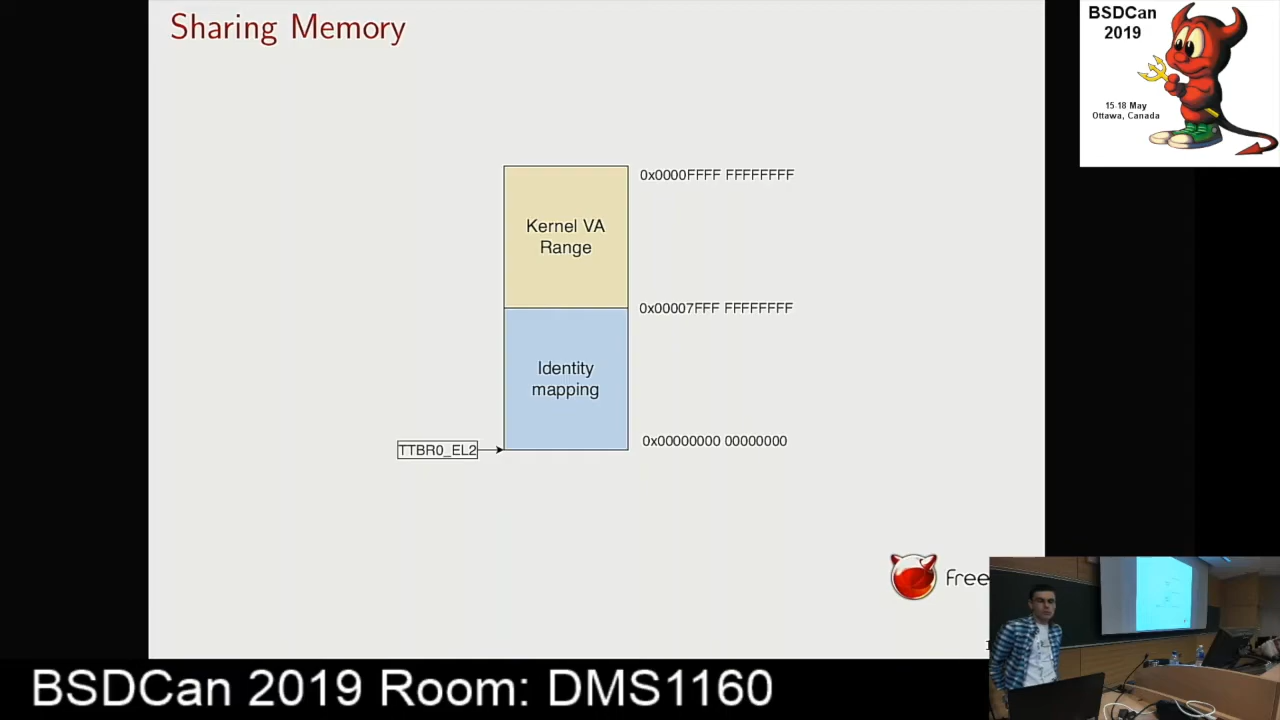 Sharing Memory
BSDCan
2019
15 18 May
Ottawa, Canada
0x0000FFFF FFFFFFFF
Kernel VA
Range
0x00007FFF FFFFFFFF
Identity
mapping
0x00000000 00000000
TTBR0_EL2
Free
BSDCan 2019 Room: DMS1160